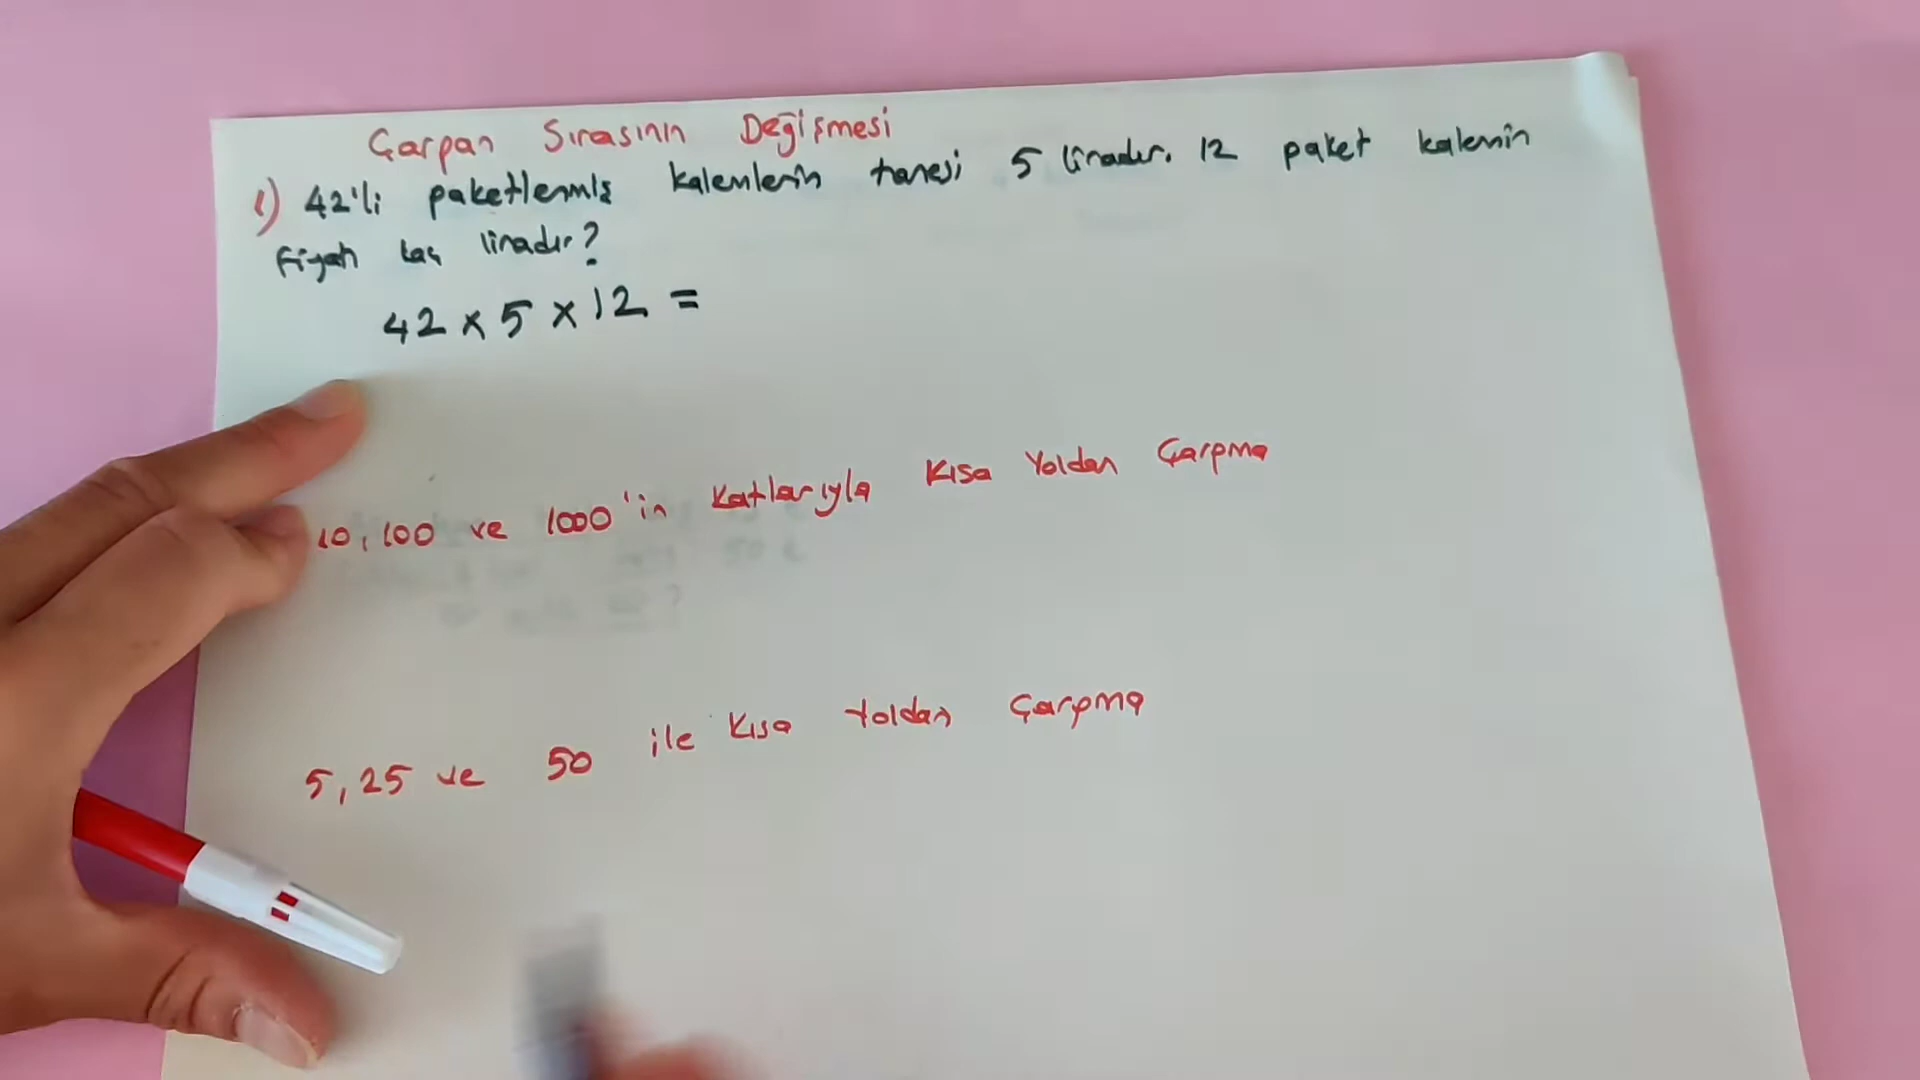 Çarpan Sırasının Değişmesi
1) 42'li paketlenmiş kalemlerin tanesi 5 liradır. 12 paket kalemin
fiyatı kaç liradır?
42 x 5 x 12 =
10, 100 ve 1000'in Katlarıyla Kısa Yoldan Çarpma
5, 25 ve 50 ile Kısa Yoldan Çarpma